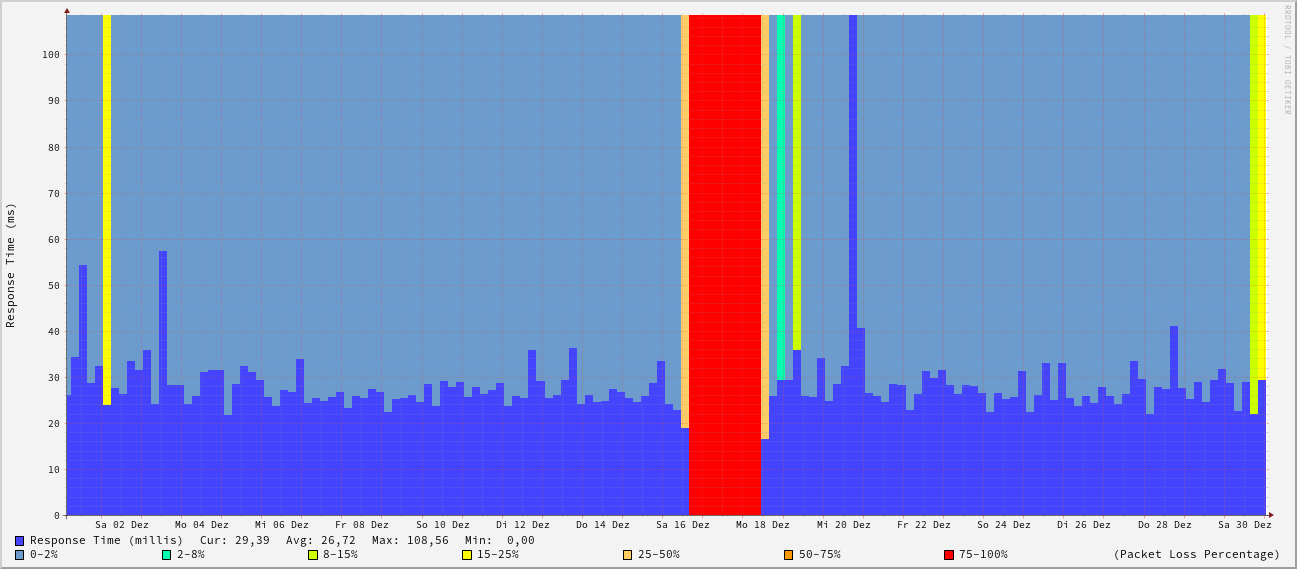 RRDTOOL / TOBI OETIKER
Response Time (ms)
100
90
80
70
60
50
40
30
20
10
0
Sa 02 Dez Mo 04 Dez Mi 06 Dez Fr 08 Dez So 10 Dez Di 12 Dez Do 14 Dez Sa 16 Dez Mo 18 Dez Mi 20 Dez Fr 22 Dez So 24 Dez Di 26 Dez Do 28 Dez Sa 30 Dez
Response Time (millis) Cur: 29,39 Avg: 26,72 Max: 108,56 Min: 0,00
0-2% 2-8% 8-15% 15-25% 25-50% 50-75% 75-100% (Packet Loss Percentage)